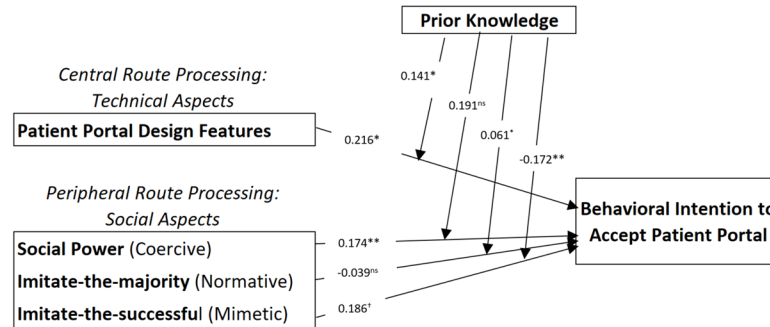 Prior Knowledge
Central Route Processing:
Technical Aspects
0.141*
0.191ns
Patient Portal Design Features
0.216*
0.061*
-0.172**
Peripheral Route Processing:
Social Aspects
Behavioral Intention to
Accept Patient Portal
Social Power (Coercive)
0.174**
Imitate-the-majority (Normative)
-0.039ns
Imitate-the-successful (Mimetic)
0.186†